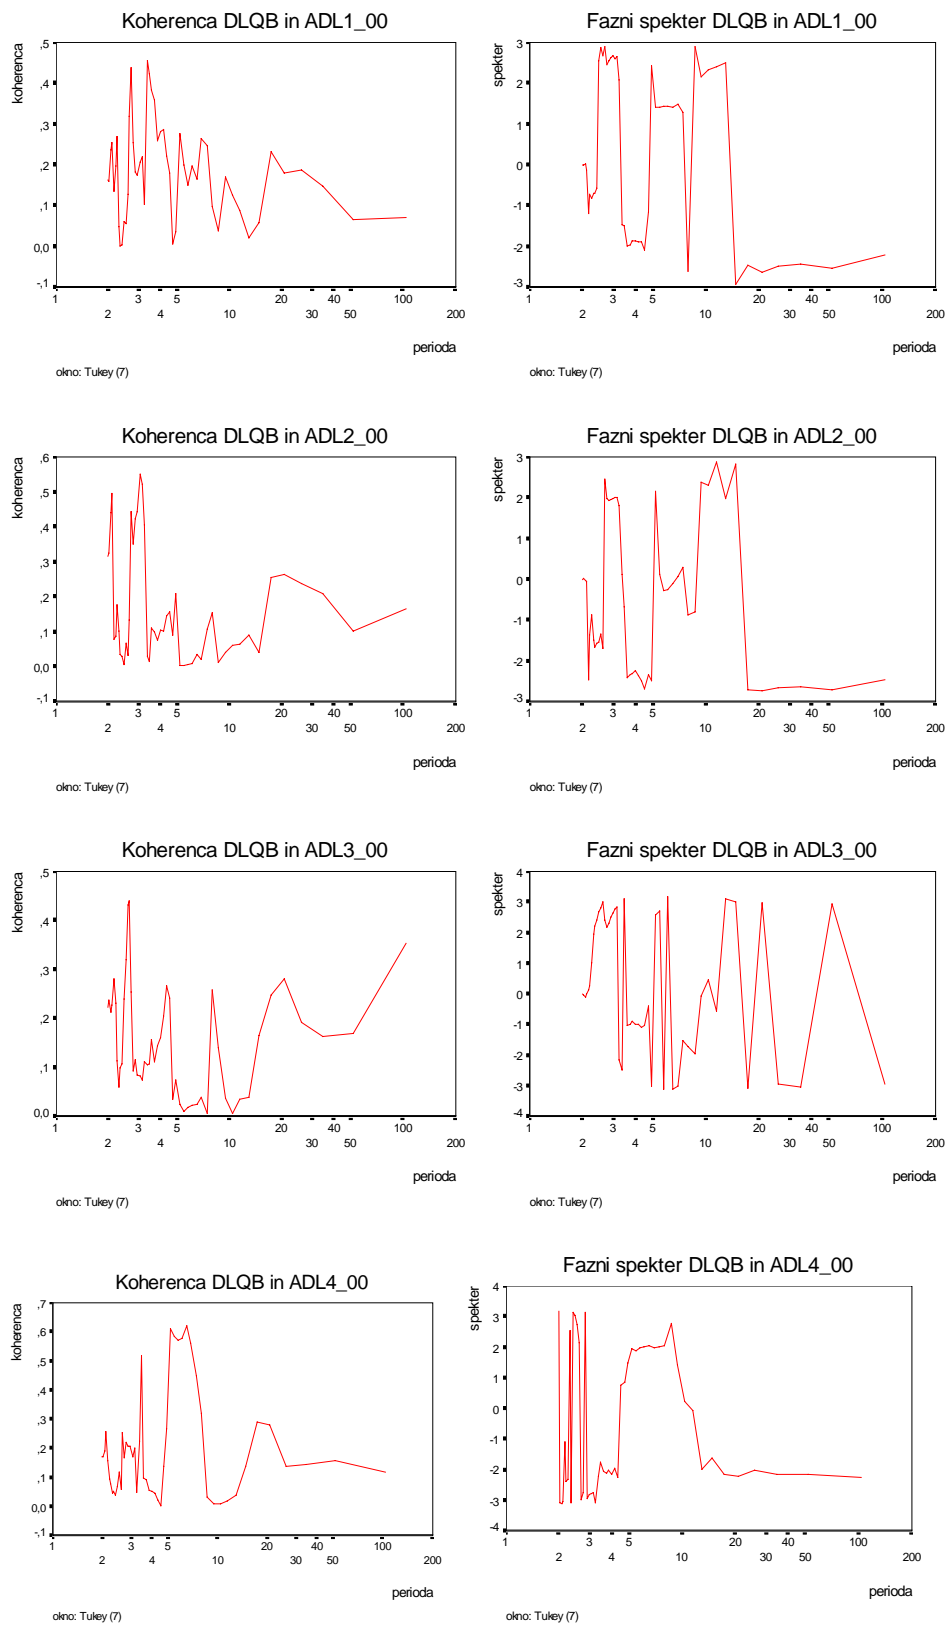 Koherenca DLQB in ADL1_00
koherenca
,5
,4
,3
,2
,1
0,0
-,1
1 3 5 20 40 100
2 4 10 30 50 200
perioda
okno: Tukey (7)
Fazni spekter DLQB in ADL1_00
spekter
3
2
1
0
-1
-2
-3
1 3 5 20 40 100
2 4 10 30 50 200
perioda
okno: Tukey (7)
Koherenca DLQB in ADL2_00
koherenca
,6
,5
,4
,3
,2
,1
0,0
-,1
1 3 5 20 40 100
2 4 10 30 50 200
perioda
okno: Tukey (7)
Fazni spekter DLQB in ADL2_00
spekter
3
2
1
0
-1
-2
-3
1 3 5 20 40 100
2 4 10 30 50 200
perioda
okno: Tukey (7)
Koherenca DLQB in ADL3_00
koherenca
,5
,4
,3
,2
,1
0,0
1 3 5 20 40 100
2 4 10 30 50 200
perioda
okno: Tukey (7)
Fazni spekter DLQB in ADL3_00
spekter
4
3
2
1
0
-1
-2
-3
-4
1 3 5 20 40 100
2 4 10 30 50 200
perioda
okno: Tukey (7)
Koherenca DLQB in ADL4_00
koherenca
,7
,6
,5
,4
,3
,2
,1
0,0
-,1
1 3 5 20 40 100
2 4 10 30 50 200
perioda
okno: Tukey (7)
Fazni spekter DLQB in ADL4_00
spekter
4
3
2
1
0
-1
-2
-3
-4
1 3 5 20 40 100
2 4 10 30 50 200
perioda
okno: Tukey (7)